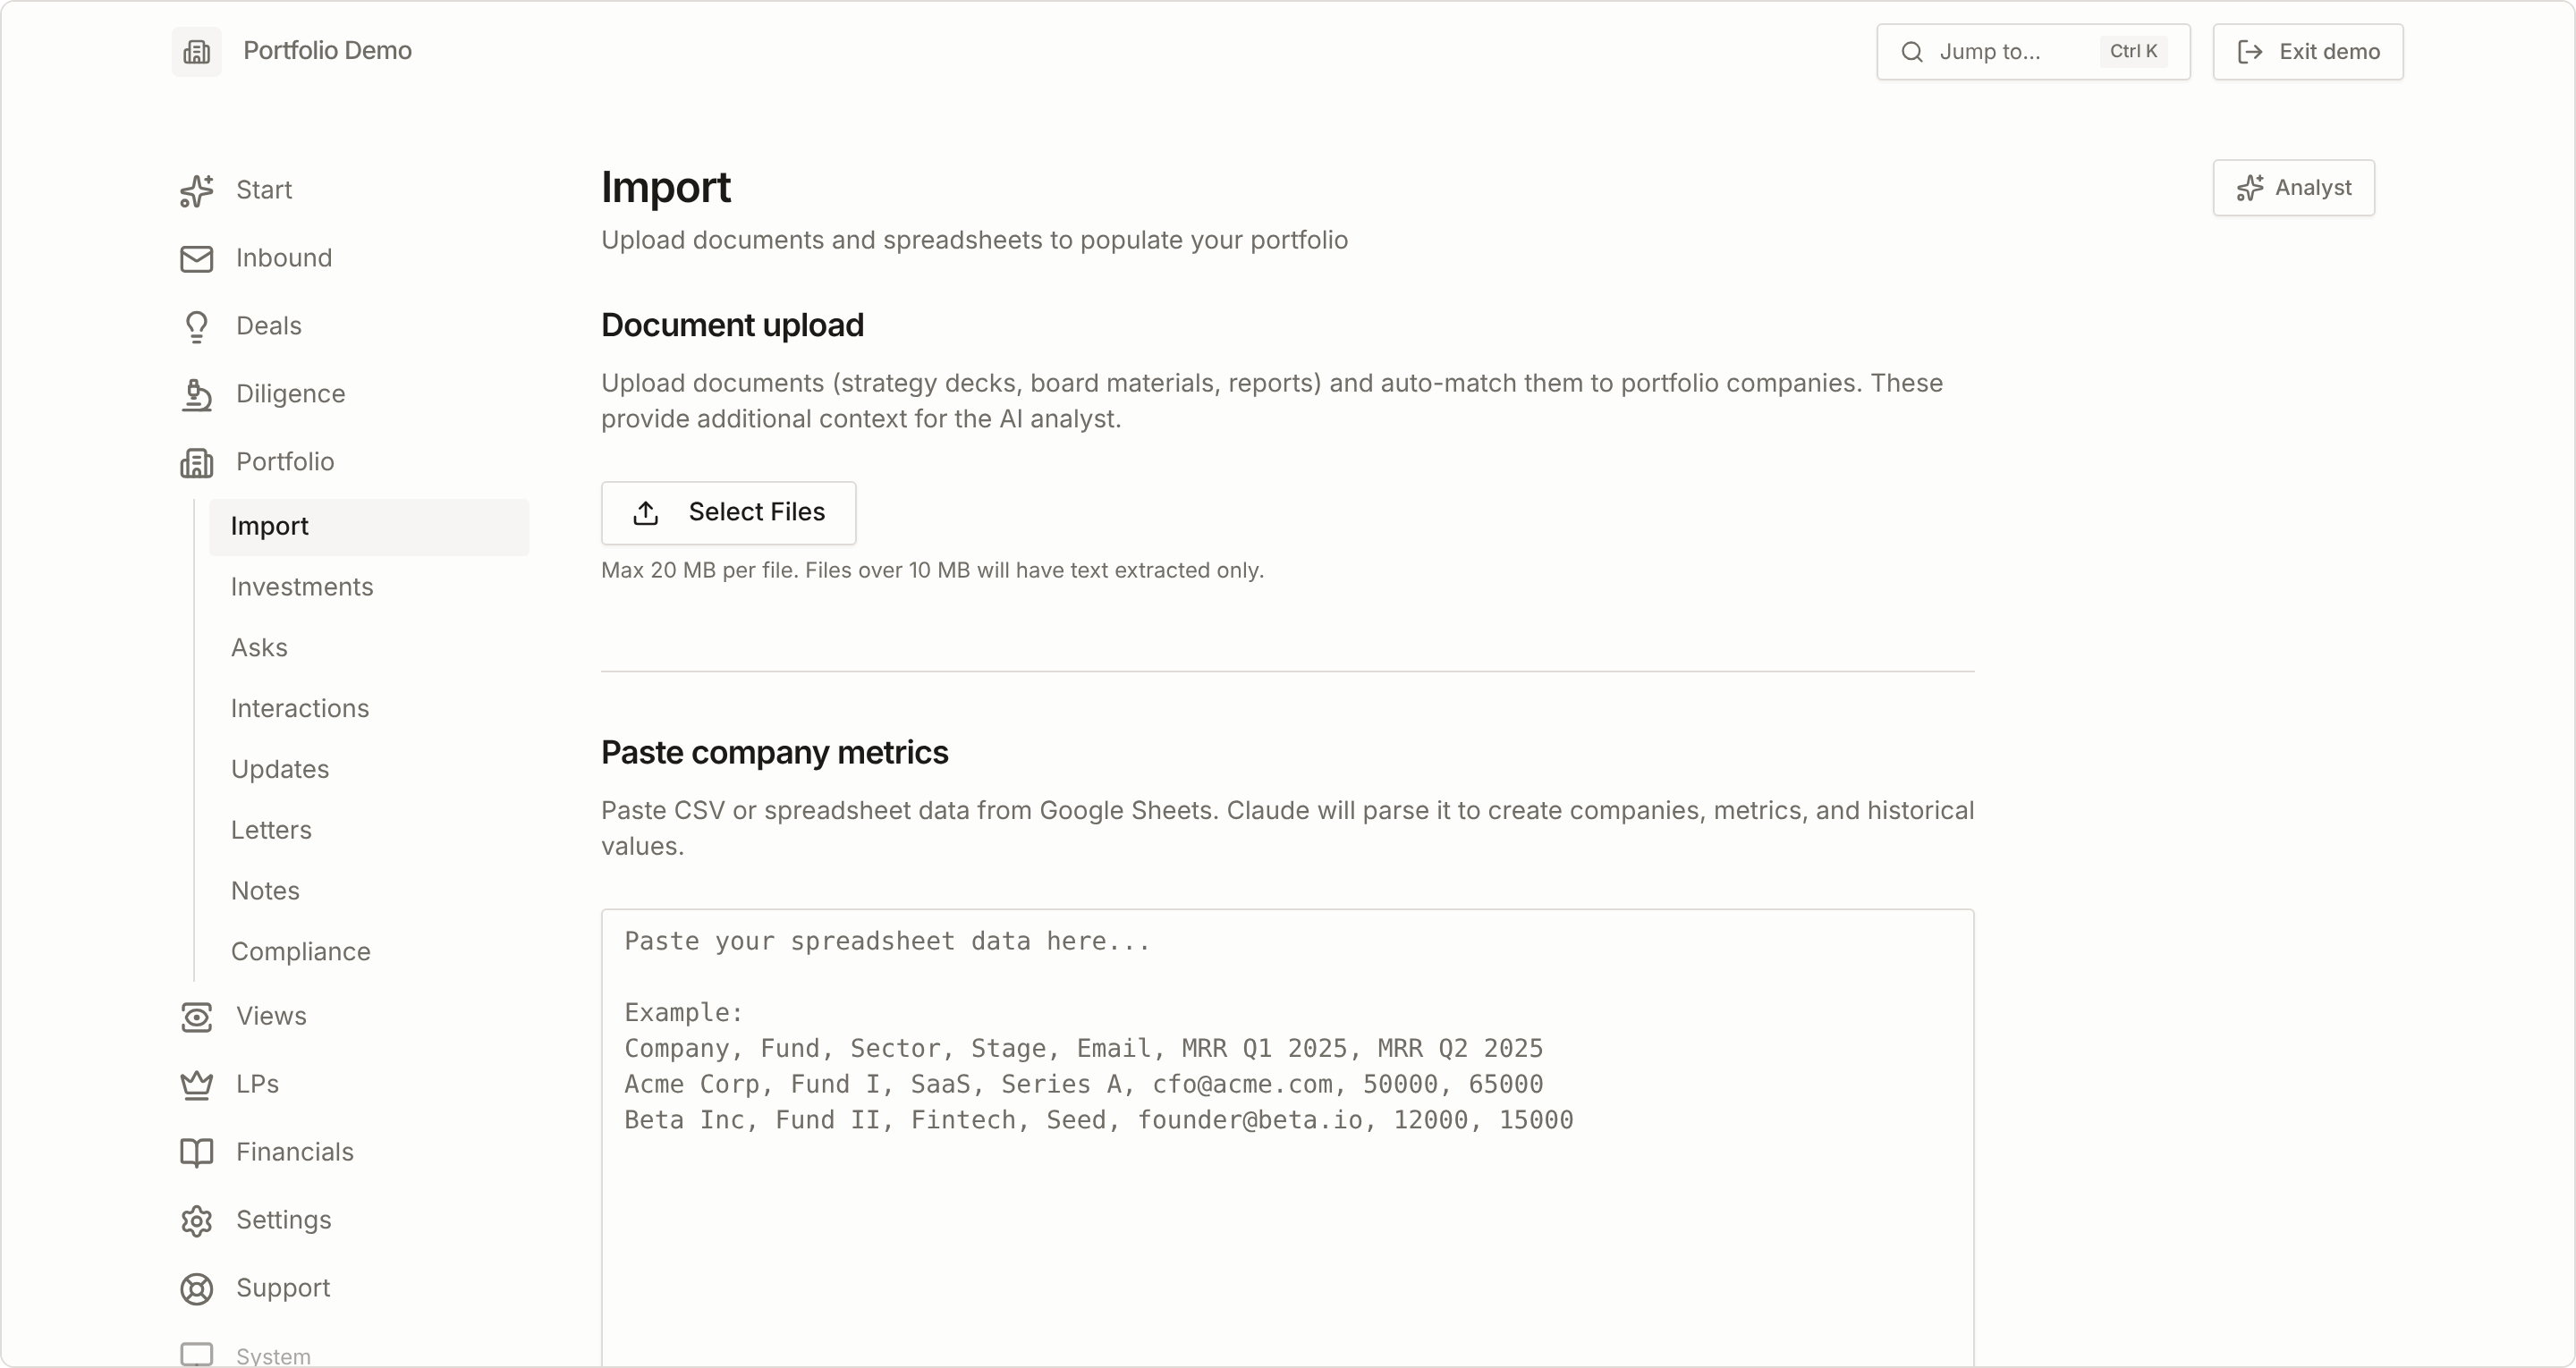 Portfolio Demo
Jump to...
Ctrl K
Exit demo
Start
Inbound
Deals
Diligence
Portfolio
Import
Investments
Asks
Interactions
Updates
Letters
Notes
Compliance
Views
LPs
Financials
Settings
Support
System
Import
Analyst
Upload documents and spreadsheets to populate your portfolio
Document upload
Upload documents (strategy decks, board materials, reports) and auto-match them to portfolio companies. These
provide additional context for the AI analyst.
Select Files
Max 20 MB per file. Files over 10 MB will have text extracted only.
Paste company metrics
Paste CSV or spreadsheet data from Google Sheets. Claude will parse it to create companies, metrics, and historical
values.
Paste your spreadsheet data here...
Example:
Company, Fund, Sector, Stage, Email, MRR Q1 2025, MRR Q2 2025
Acme Corp, Fund I, SaaS, Series A, cfo@acme.com, 50000, 65000
Beta Inc, Fund II, Fintech, Seed, founder@beta.io, 12000, 15000